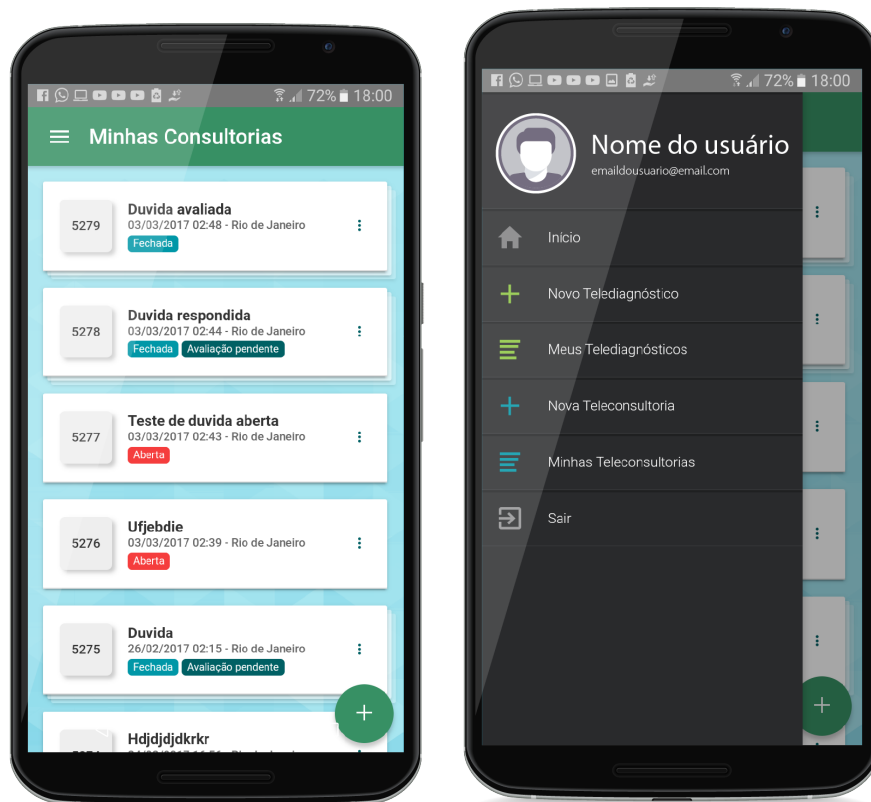 72% 18:00
Minhas Consultorias
5279
Duvida avaliada
03/03/2017 02:48 - Rio de Janeiro
Fechada
5278
Duvida respondida
03/03/2017 02:44 - Rio de Janeiro
Fechada Avaliação pendente
5277
Teste de duvida aberta
03/03/2017 02:43 - Rio de Janeiro
Aberta
5276
Ufjebdie
03/03/2017 02:39 - Rio de Janeiro
Aberta
5275
Duvida
26/02/2017 02:15 - Rio de Janeiro
Fechada Avaliação pendente
Hdjdjdjdkrkr
72% 18:00
Nome do usuário
emaildousuario@email.com
Início
Novo Telediagnóstico
Meus Telediagnósticos
Nova Teleconsultoria
Minhas Teleconsultorias
Sair